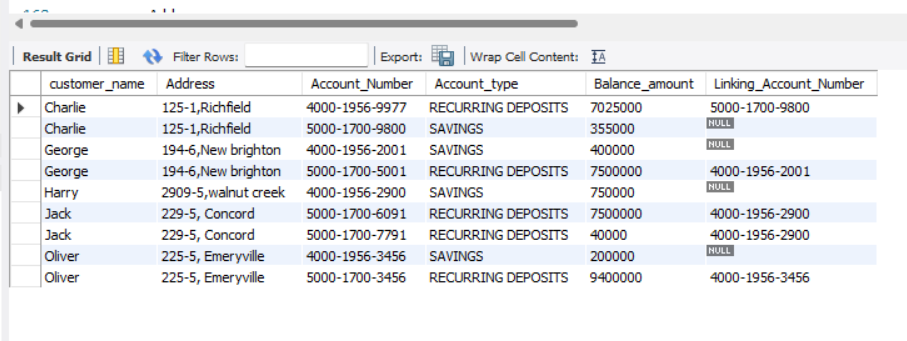 Result Grid Filter Rows: Export: Wrap Cell Content:
customer_name Address Account_Number Account_type Balance_amount Linking_Account_Number
Charlie 125-1,Richfield 4000-1956-9977 RECURRING DEPOSITS 7025000 5000-1700-9800
Charlie 125-1,Richfield 5000-1700-9800 SAVINGS 355000 NULL
George 194-6,New brighton 4000-1956-2001 SAVINGS 400000 NULL
George 194-6,New brighton 5000-1700-5001 RECURRING DEPOSITS 7500000 4000-1956-2001
Harry 2909-5,walnut creek 4000-1956-2900 SAVINGS 750000 NULL
Jack 229-5, Concord 5000-1700-6091 RECURRING DEPOSITS 7500000 4000-1956-2900
Jack 229-5, Concord 5000-1700-7791 RECURRING DEPOSITS 40000 4000-1956-2900
Oliver 225-5, Emeryville 4000-1956-3456 SAVINGS 200000 NULL
Oliver 225-5, Emeryville 5000-1700-3456 RECURRING DEPOSITS 9400000 4000-1956-3456